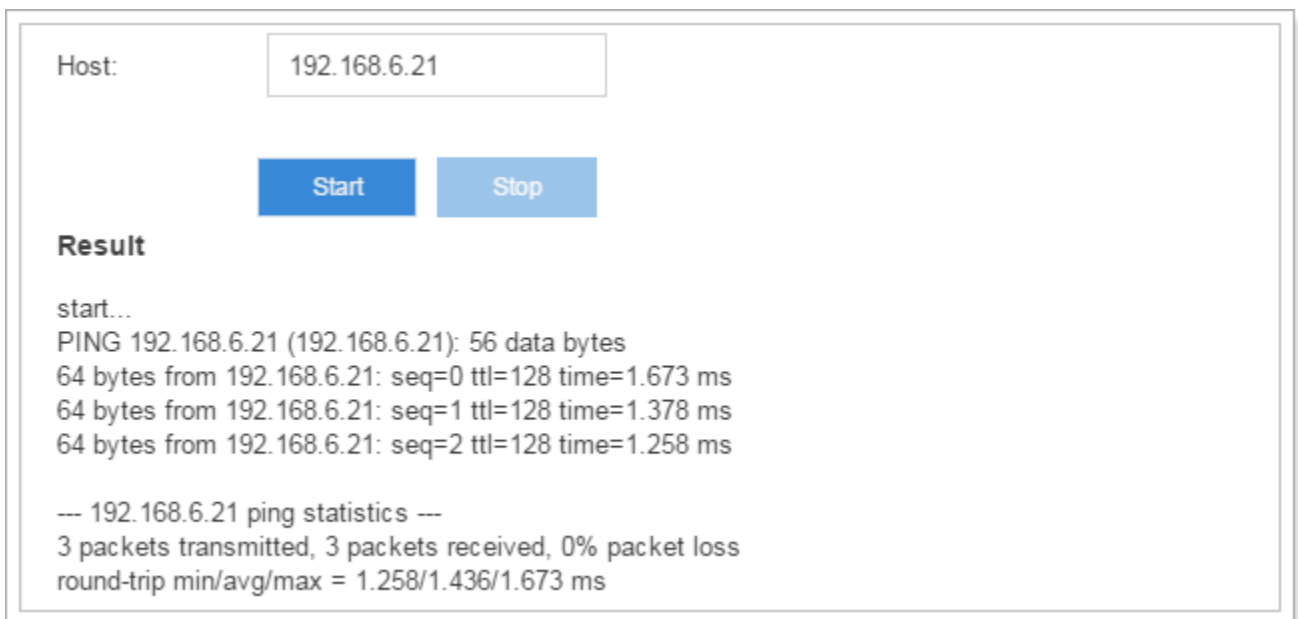 Host: 192.168.6.21
Start Stop
Result
start...
PING 192.168.6.21 (192.168.6.21): 56 data bytes
64 bytes from 192.168.6.21: seq=0 ttl=128 time=1.673 ms
64 bytes from 192.168.6.21: seq=1 ttl=128 time=1.378 ms
64 bytes from 192.168.6.21: seq=2 ttl=128 time=1.258 ms
--- 192.168.6.21 ping statistics ---
3 packets transmitted, 3 packets received, 0% packet loss
round-trip min/avg/max = 1.258/1.436/1.673 ms